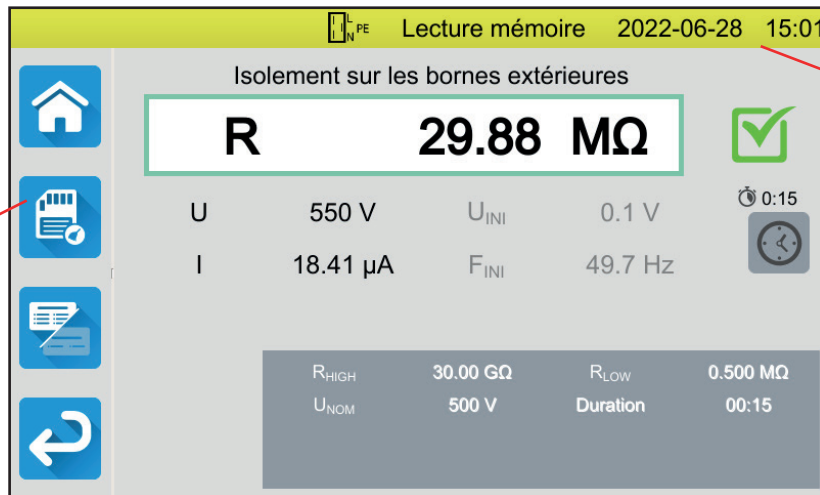 L N PE Lecture mémoire 2022-06-28 15:01
Isolement sur les bornes extérieures
R 29.88 MΩ
0:15
U 550 V UINI 0.1 V
I 18.41 µA FINI 49.7 Hz
RHIGH 30.00 GΩ RLOW 0.500 MΩ
UNOM 500 V Duration 00:15